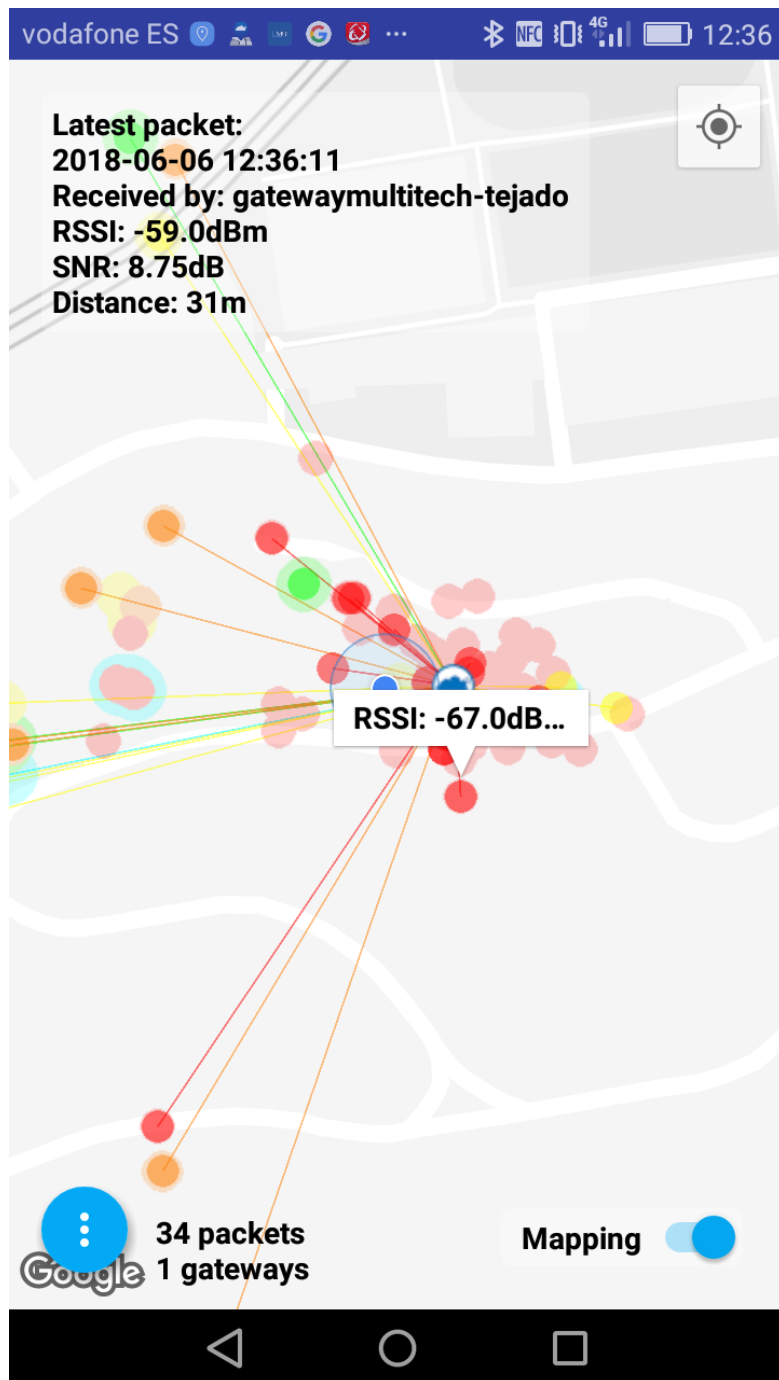 vodafone ES ... NFC 4G 12:36
Latest packet:
2018-06-06 12:36:11
Received by: gatewaymultitech-tejado
RSSI: -59.0dBm
SNR: 8.75dB
Distance: 31m
RSSI: -67.0dB...
34 packets
1 gateways
Mapping
Google